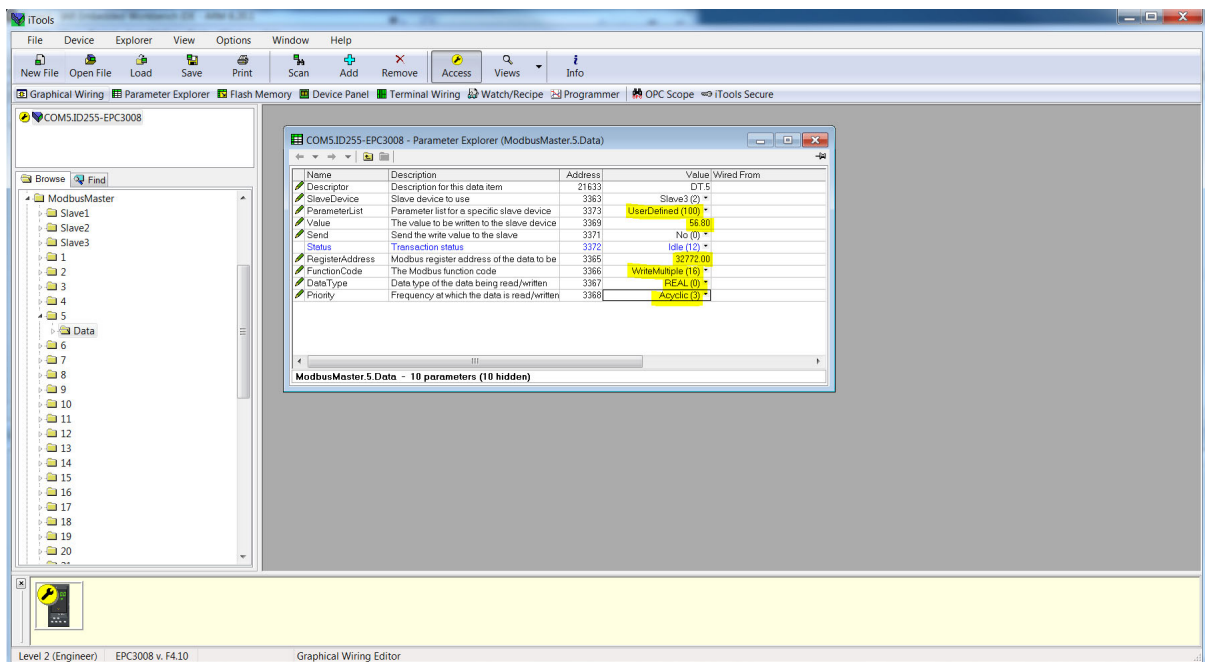 iTools
File Device Explorer View Options Window Help
New File Open File Load Save Print Scan Add Remove Access Views Info
Graphical Wiring Parameter Explorer Flash Memory Device Panel Terminal Wiring Watch/Recipe Programmer OPC Scope iTools Secure
COM5.ID255-EPC3008
Browse Find
ModbusMaster
Slave1
Slave2
Slave3
1
2
3
4
5
Data
6
7
8
9
10
11
12
13
14
15
16
17
18
19
20
COM5.ID255-EPC3008 - Parameter Explorer (ModbusMaster.5.Data)
Name Description Address Value Wired From
Descriptor Description for this data item 21633 DT.5
SlaveDevice Slave device to use 3363 Slave3 (2)
ParameterList Parameter list for a specific slave device 3373 UserDefined (100)
Value The value to be written to the slave device 3369 56.80
Send Send the write value to the slave 3371 No (0)
Status Transaction status 3372 Idle (12)
RegisterAddress Modbus register address of the data to be 3365 32772.00
FunctionCode The Modbus function code 3366 WriteMultiple (16)
DataType Data type of the data being read/written 3367 REAL (0)
Priority Frequency at which the data is read/written 3368 Acyclic (3)
ModbusMaster.5.Data - 10 parameters (10 hidden)
Level 2 (Engineer) EPC3008 v. F4.10 Graphical Wiring Editor